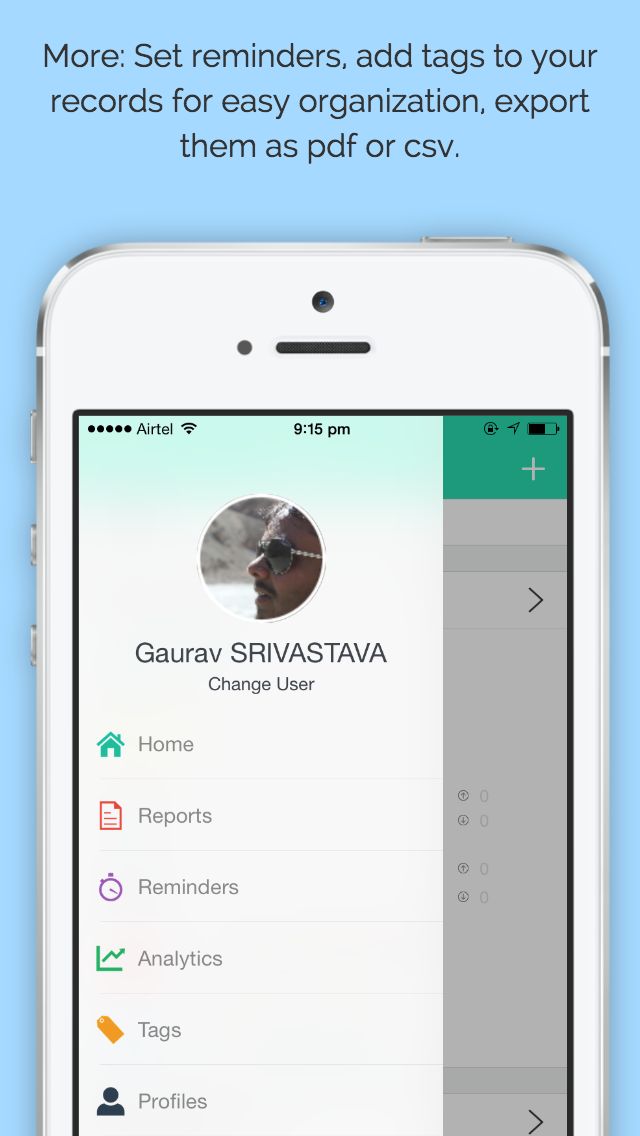 More: Set reminders, add tags to your
records for easy organization, export
them as pdf or csv.
Airtel 9:15 pm
Gaurav SRIVASTAVA
Change User
Home
Reports
0
0
Reminders
0
0
Analytics
Tags
Profiles